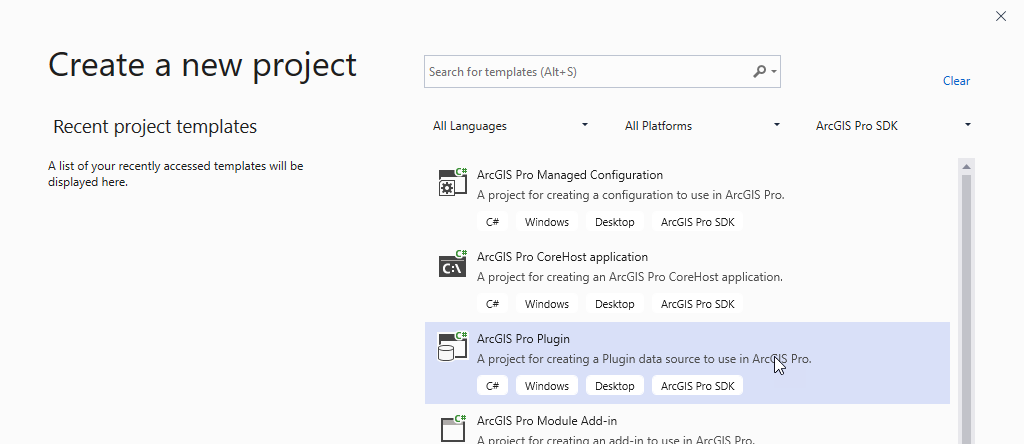 Create a new project
Search for templates (Alt+S)
Clear
Recent project templates
All Languages
All Platforms
ArcGIS Pro SDK
A list of your recently accessed templates will be
displayed here.
C#
ArcGIS Pro Managed Configuration
A project for creating a configuration to use in ArcGIS Pro.
C# Windows Desktop ArcGIS Pro SDK
C#
C:\
ArcGIS Pro CoreHost application
A project for creating an ArcGIS Pro CoreHost application.
C# Windows Desktop ArcGIS Pro SDK
C#
ArcGIS Pro Plugin
A project for creating a Plugin data source to use in ArcGIS Pro.
C# Windows Desktop ArcGIS Pro SDK
C#
ArcGIS Pro Module Add-in
A project for creating an add-in to use in ArcGIS Pro.